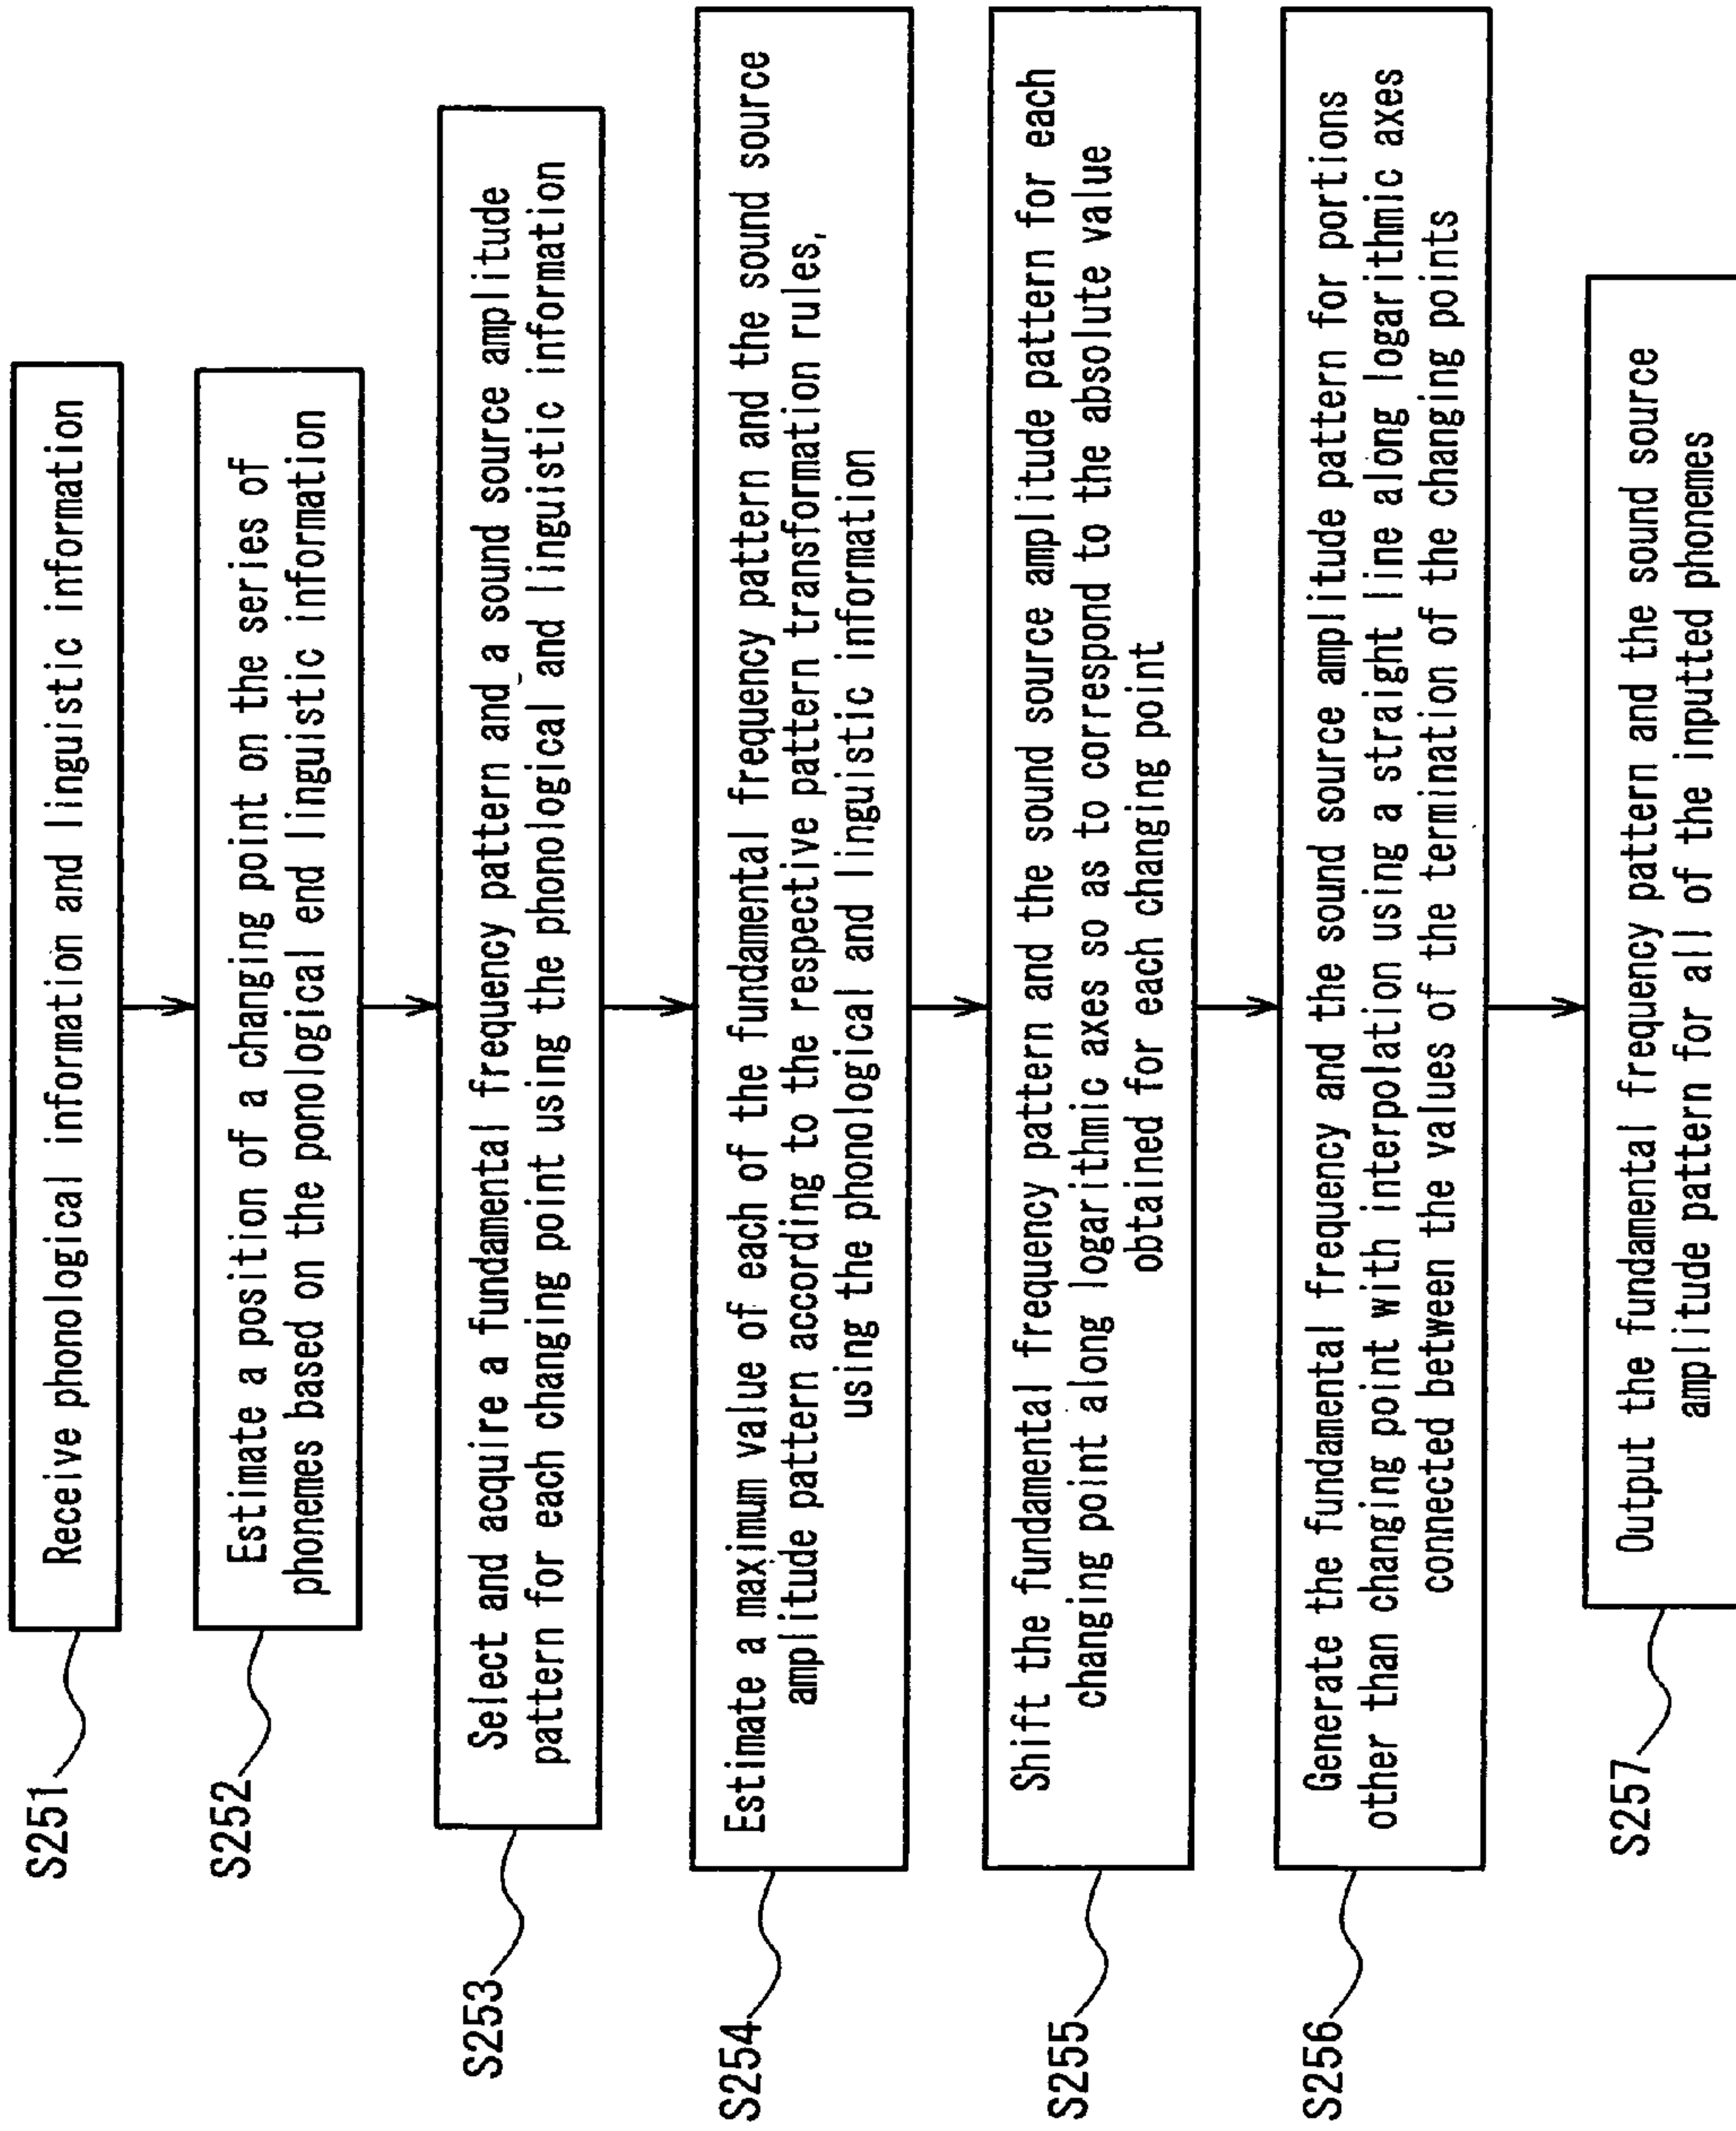 S251
Receive phonological information and linguistic information
S252
Estimate a position of a changing point on the series of
phonemes based on the ponological end linguistic information
S253
Select and acquire a fundamental frequency pattern and a sound source amplitude
pattern for each changing point using the phonological and linguistic information
S254
Estimate a maximum value of each of the fundamental frequency pattern and the sound source
amplitude pattern according to the respective pattern transformation rules,
using the phonological and linguistic information
S255
Shift the fundamental frequency pattern and the sound source amplitude pattern for each
changing point along logarithmic axes so as to correspond to the absolute value
obtained for each changing point
S256
Generate the fundamental frequency and the sound source amplitude pattern for portions
other than changing point with interpolation using a straight line along logarithmic axes
connected between the values of the termination of the changing points
S257
Output the fundamental frequency pattern and the sound source
amplitude pattern for all of the inputted phonemes